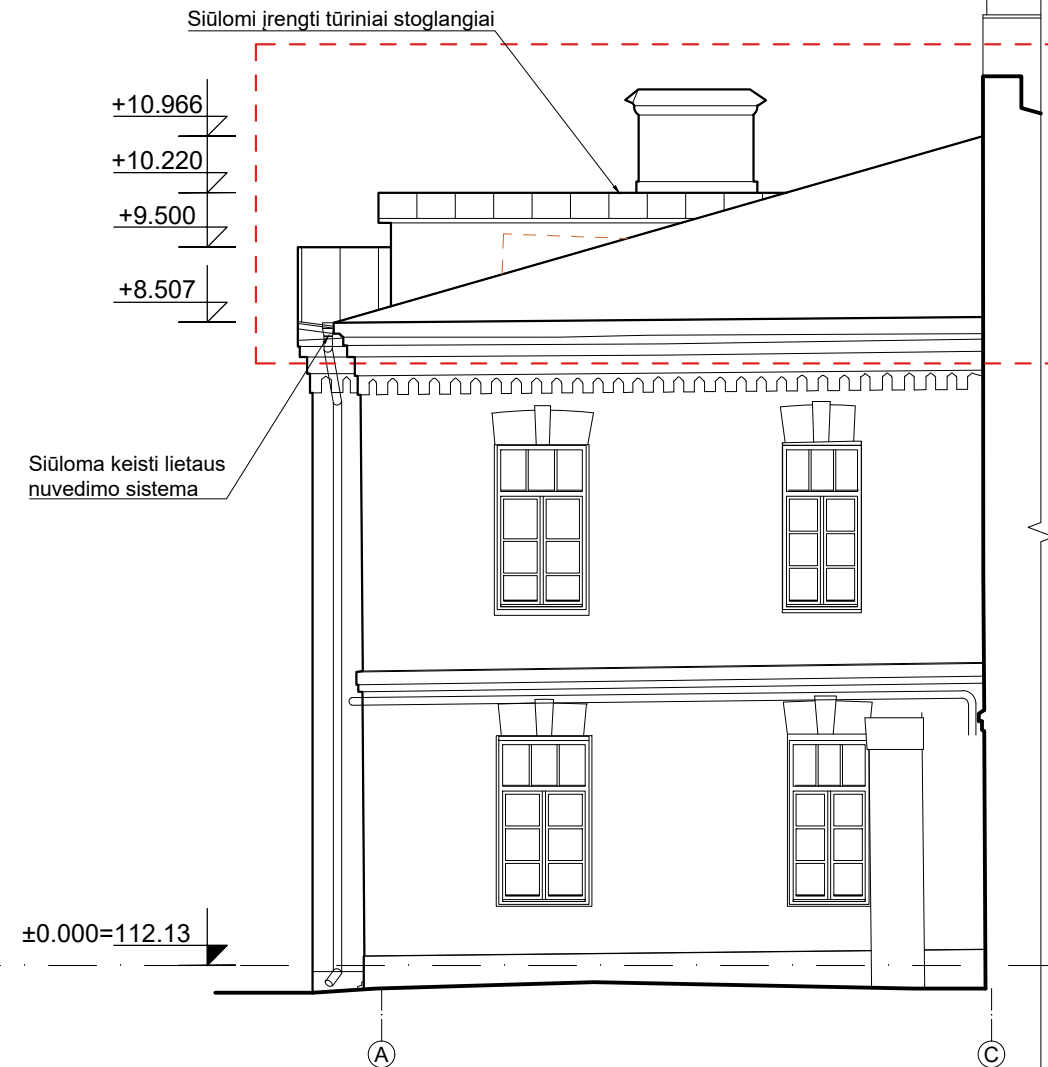 Siūlomi įrengti tūriniai stoglangiai
+10.966
+10.220
+9.500
+8.507
Siūloma keisti lietaus
nuvedimo sistema
±0.000=112.13
A
C